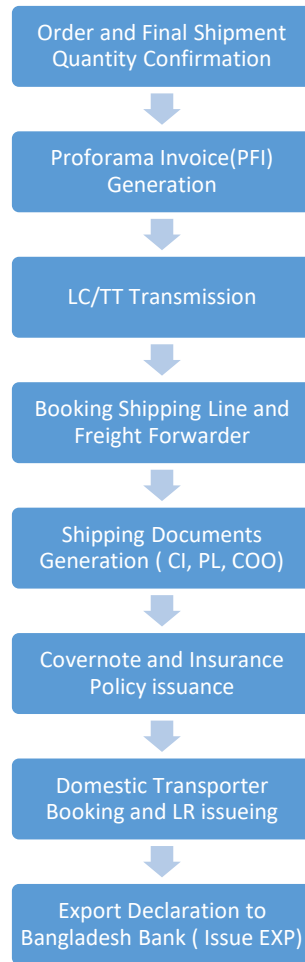 Order and Final Shipment
Quantity Confirmation
Proforama Invoice(PFI)
Generation
LC/TT Transmission
Booking Shipping Line and
Freight Forwarder
Shipping Documents
Generation ( CI, PL, COO)
Covernote and Insurance
Policy issuance
Domestic Transporter
Booking and LR issueing
Export Declaration to
Bangladesh Bank ( Issue EXP)